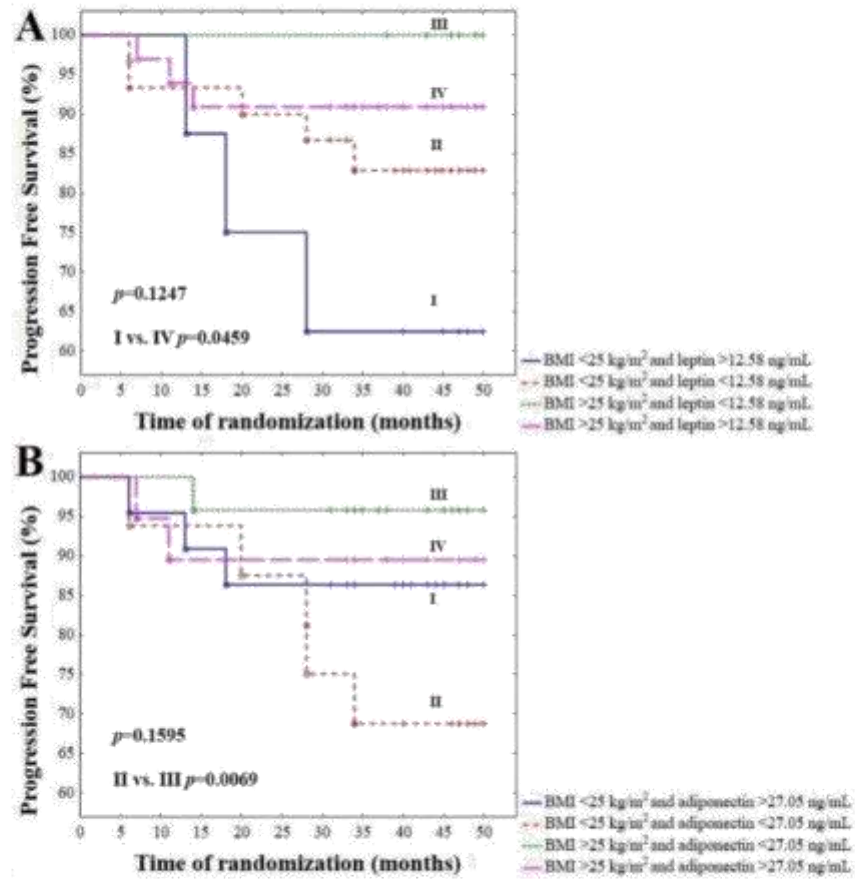 A
Progression Free Survival (%)
100
95
90
85
80
75
70
65
60
III
IV
II
I
p=0.1247
I vs. IV p=0.0459
0 5 10 15 20 25 30 35 40 45 50
Time of randomization (months)
BMI <25 kg/m² and leptin >12.58 ng/mL
BMI <25 kg/m² and leptin <12.58 ng/mL
BMI >25 kg/m² and leptin <12.58 ng/mL
BMI >25 kg/m² and leptin >12.58 ng/mL
B
Progression Free Survival (%)
100
95
90
85
80
75
70
65
60
III
IV
I
II
p=0.1595
II vs. III p=0.0069
0 5 10 15 20 25 30 35 40 45 50
Time of randomization (months)
BMI <25 kg/m² and adiponectin >27.05 ng/mL
BMI <25 kg/m² and adiponectin <27.05 ng/mL
BMI >25 kg/m² and adiponectin <27.05 ng/mL
BMI >25 kg/m² and adiponectin >27.05 ng/mL